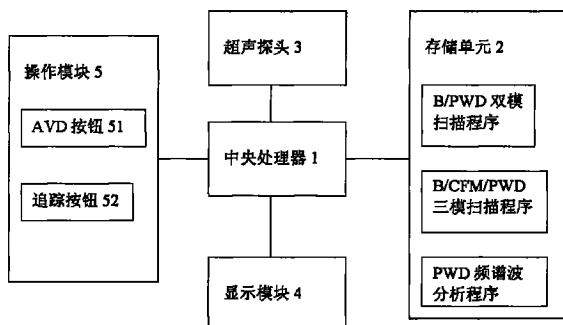 操作模块 5
AVD 按钮 51
追踪按钮 52
超声探头 3
中央处理器 1
显示模块 4
存储单元 2
B/PWD 双模
扫描程序
B/CFM/PWD
三模扫描程序
PWD 频谱波
分析程序